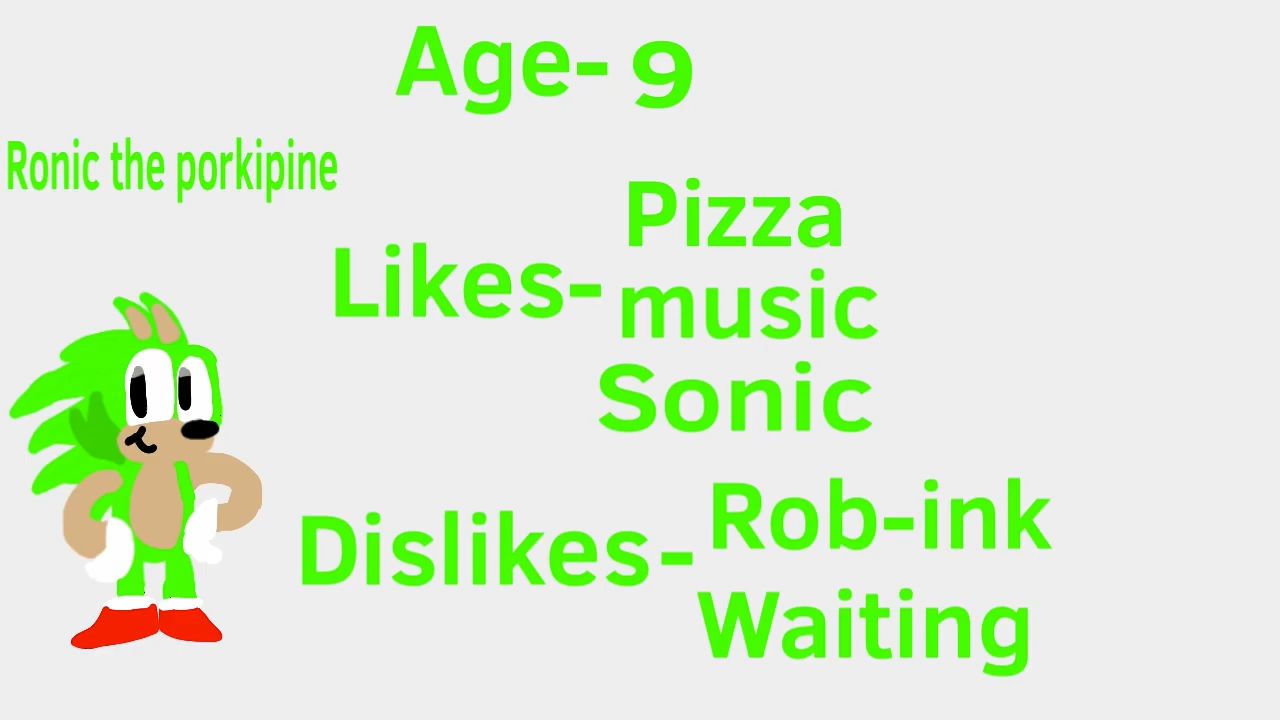 Age- 9
Ronic the porkipine
Pizza
Likes- music
Sonic
Rob-ink
Dislikes-
Waiting